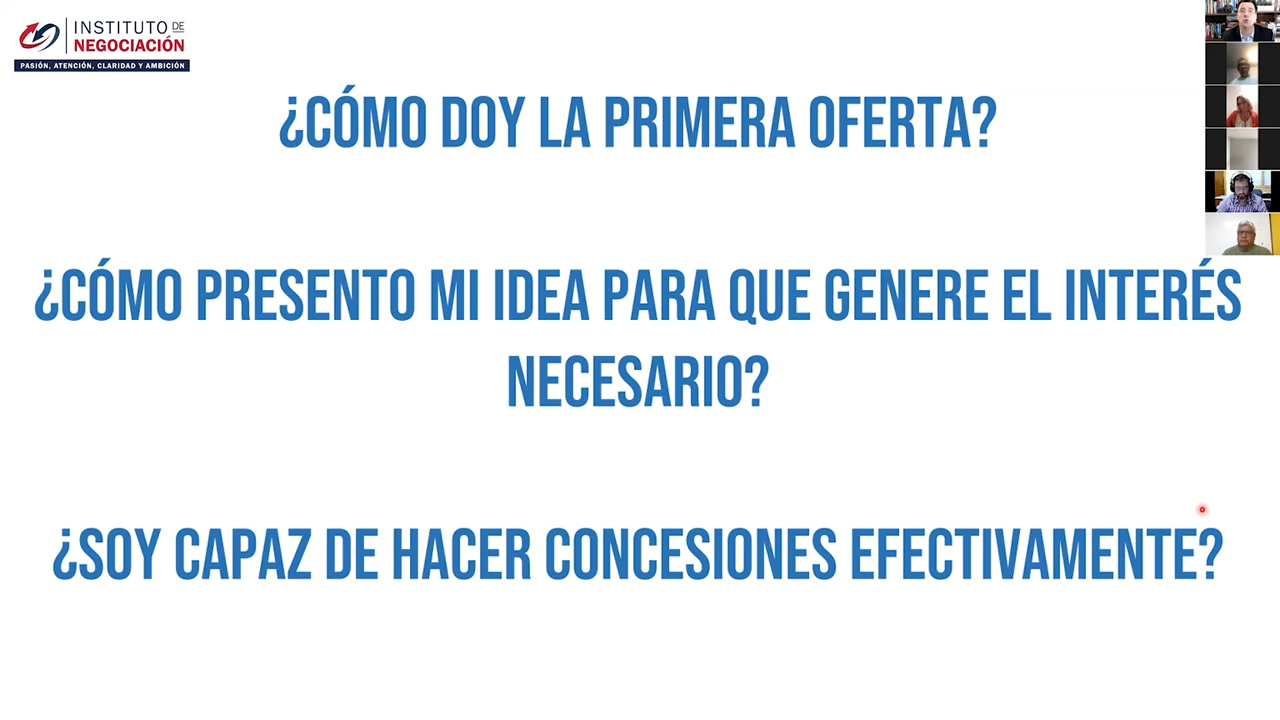 INSTITUTO DE
NEGOCIACIÓN
PASIÓN, ATENCIÓN, CLARIDAD Y AMBICIÓN
¿CÓMO DOY LA PRIMERA OFERTA?
¿CÓMO PRESENTO MI IDEA PARA QUE GENERE EL INTERÉS
NECESARIO?
¿SOY CAPAZ DE HACER CONCESIONES EFECTIVAMENTE?